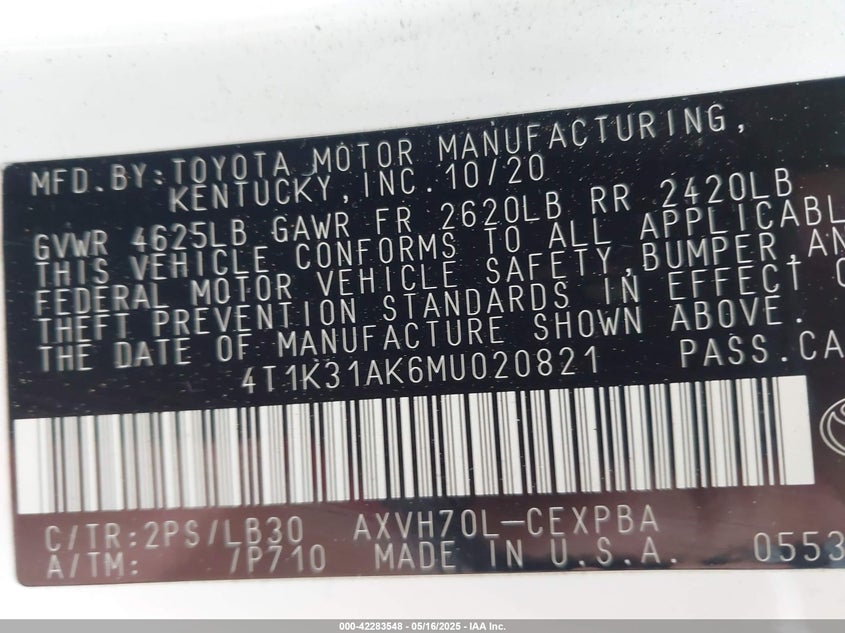 MFD.BY:TOYOTA MOTOR MANUFACTURING,
KENTUCKY,INC.10/20
GVWR 4625LB GAWR FR 2620LB RR 2420LB
THIS VEHICLE CONFORMS TO ALL APPLICABL
FEDERAL MOTOR VEHICLE SAFETY,BUMPER,AN
THEFT PREVENTION STANDARDS IN EFFECT O
THE DATE OF MANUFACTURE SHOWN ABOVE.
4T1K31AK6MU020821 PASS.CA
C/TR:2PS/LB30 AXVH70L-CEXPBA
A/TM: 7P710 MADE IN U.S.A. 0553
000-42283548 - 05/16/2025 - IAA Inc.